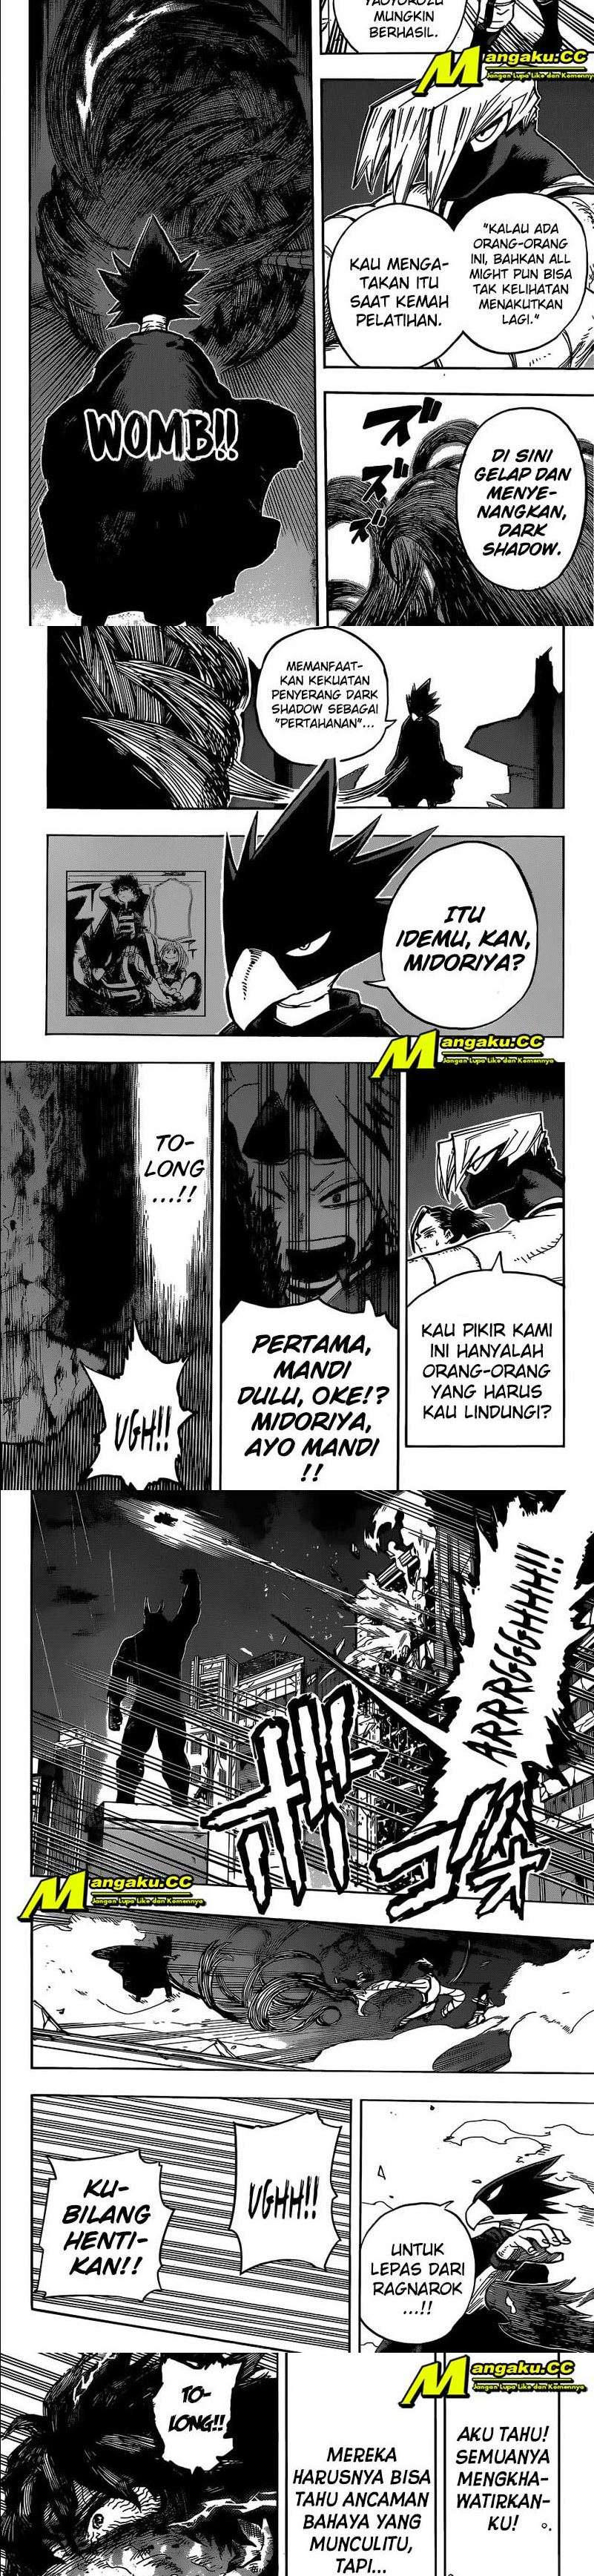 YAOYOROZU
MUNGKIN
BERHASIL.
Mangaku.CC
Jangan Lupa Like dan Komennya
"KALAU ADA
ORANG-ORANG
INI, BAHKAN ALL
MIGHT PUN BISA
TAK KELIHATAN
MENAKUTKAN
LAGI."
KAU MENGA-
TAKAN ITU
SAAT KEMAH
PELATIHAN.
DI SINI
GELAP DAN
MENYE-
NANGKAN,
DARK
SHADOW.
WOMB!!
MEMANFAAT-
KAN KEKUATAN
PENYERANG DARK
SHADOW SEBAGAI
"PERTAHANAN"...
ITU
IDEMU, KAN,
MIDORIYA?
Mangaku.CC
Jangan Lupa Like dan Komennya
KAU PIKIR KAMI
INI HANYALAH
ORANG-ORANG
YANG HARUS
KAU LINDUNGI?
PERTAMA,
MANDI
DULU, OKE!?
MIDORIYA,
AYO MANDI
!!
TO-
LONG
...!!
UGH!!
ARRRGGGHHH!!
Mangaku.CC
Jangan Lupa Like dan Komennya
UNTUK
LEPAS DARI
RAGNAROK
...!!
UGHH!!
KU-
BILANG
HENTI-
KAN!!
Mangaku.CC
Jangan Lupa Like dan Komennya
AKU TAHU!
SEMUANYA
MENGKHA-
WATIRKAN-
KU!
MEREKA
HARUSNYA BISA
TAHU ANCAMAN
BAHAYA YANG
MUNCULITU,
TAPI...
TO-
LONG!!